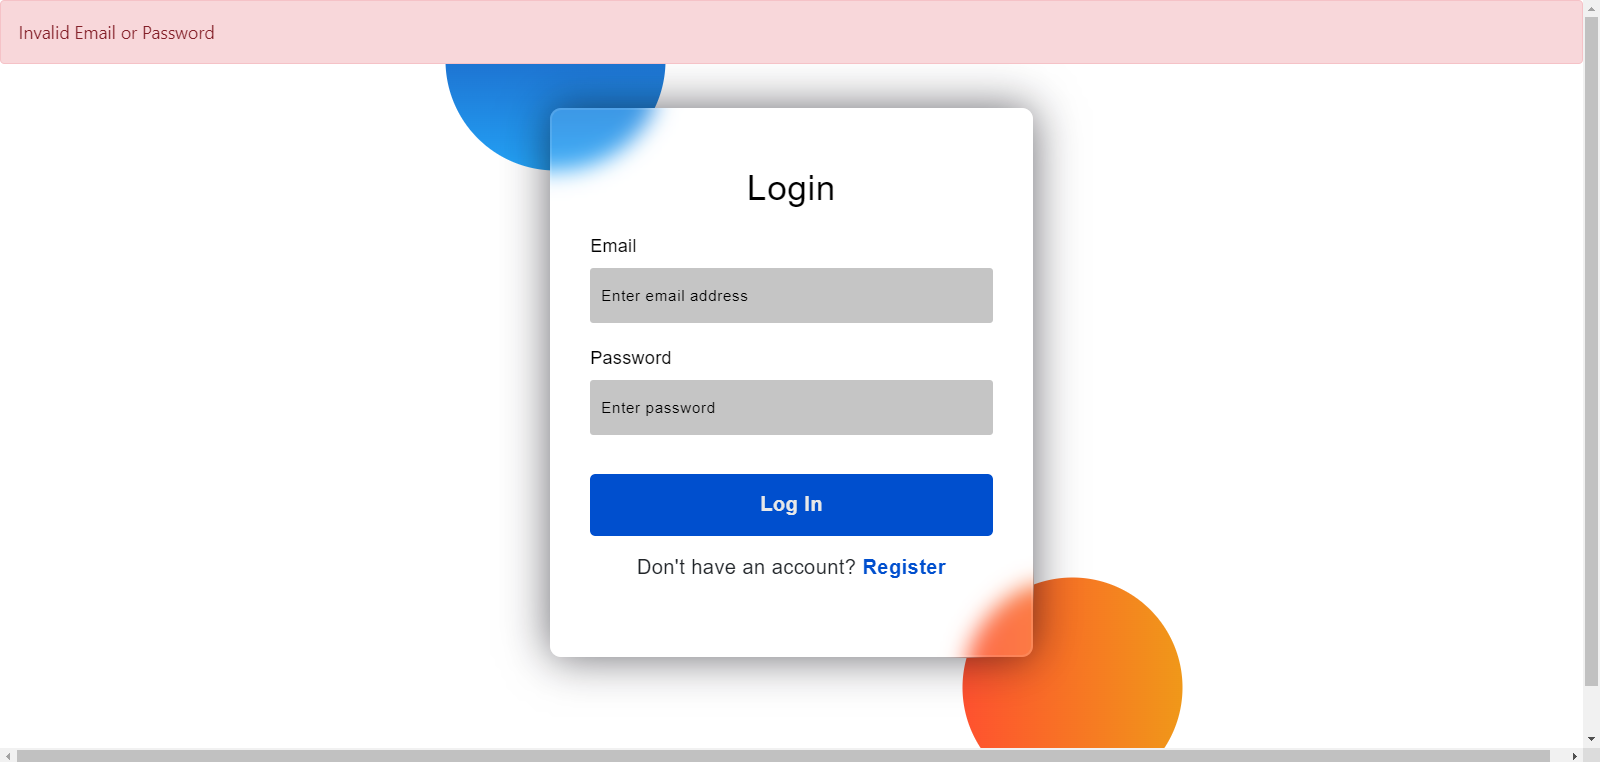 Invalid Email or Password
Login
Email
Enter email address
Password
Enter password
Log In
Don't have an account? Register